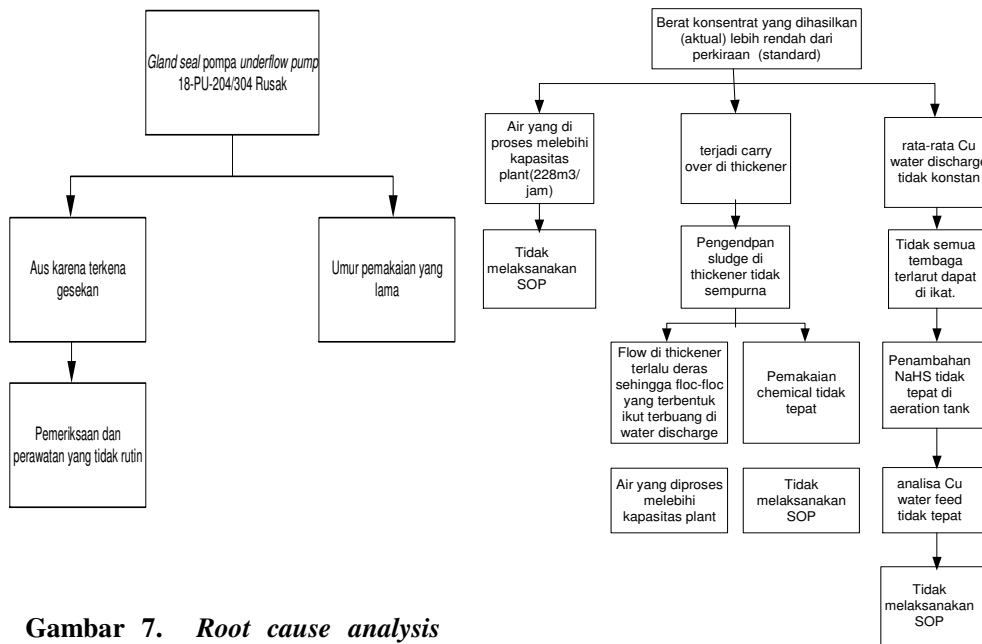 Gland seal pompa underflow pump
18-PU-204/304 Rusak
Aus karena terkena
gesekan
Umur pemakaian yang
lama
Pemeriksaan dan
perawatan yang tidak rutin
Gambar 7. Root cause analysis
Berat konsentrat yang dihasilkan
(aktual) lebih rendah dari
perkiraan (standard)
Air yang di
proses melebihi
kapasitas
plant(228m3/
jam)
Tidak
melaksanakan
SOP
terjadi carry
over di thickener
Pengendpan
sludge di
thickener tidak
sempurna
Flow di thickener
terlalu deras
sehingga floc-floc
yang terbentuk
ikut terbuang di
water discharge
Pemakaian
chemical tidak
tepat
Air yang diproses
melebihi
kapasitas plant
Tidak
melaksanakan
SOP
rata-rata Cu
water discharge
tidak konstan
Tidak semua
tembaga
terlarut dapat
di ikat.
Penambahan
NaHS tidak
tepat di
aeration tank
analisa Cu
water feed
tidak tepat
Tidak
melaksanakan
SOP